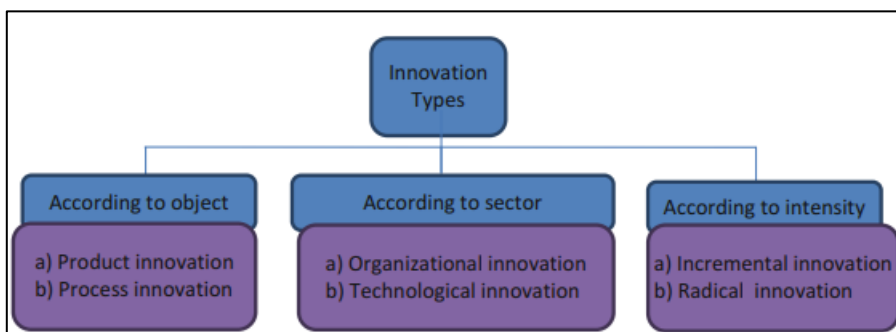 Innovation
Types
According to object
a) Product innovation
b) Process innovation
According to sector
a) Organizational innovation
b) Technological innovation
According to intensity
a) Incremental innovation
b) Radical innovation